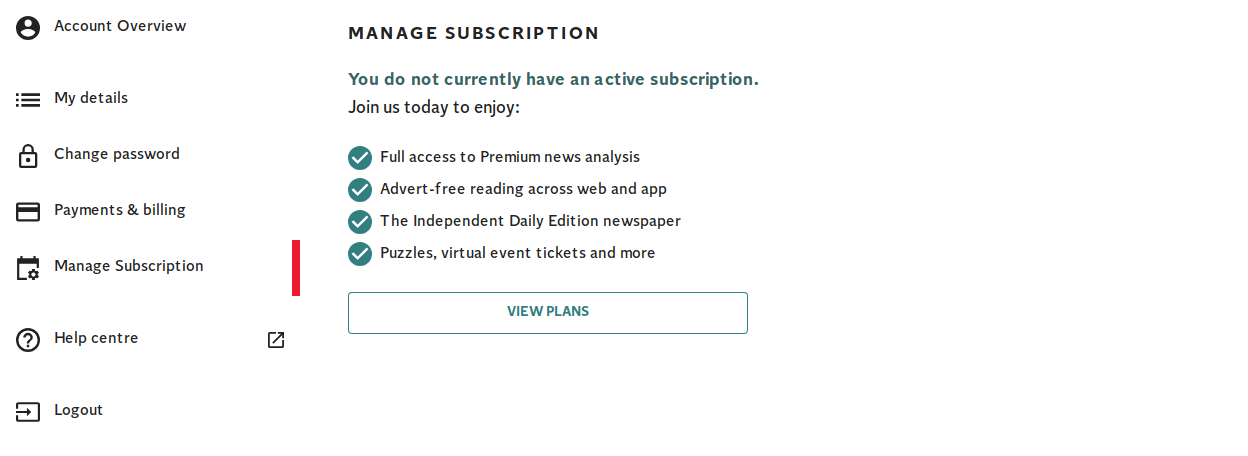 Account Overview
My details
Change password
Payments & billing
Manage Subscription
Help centre
Logout
MANAGE SUBSCRIPTION
You do not currently have an active subscription.
Join us today to enjoy:
Full access to Premium news analysis
Advert-free reading across web and app
The Independent Daily Edition newspaper
Puzzles, virtual event tickets and more
VIEW PLANS